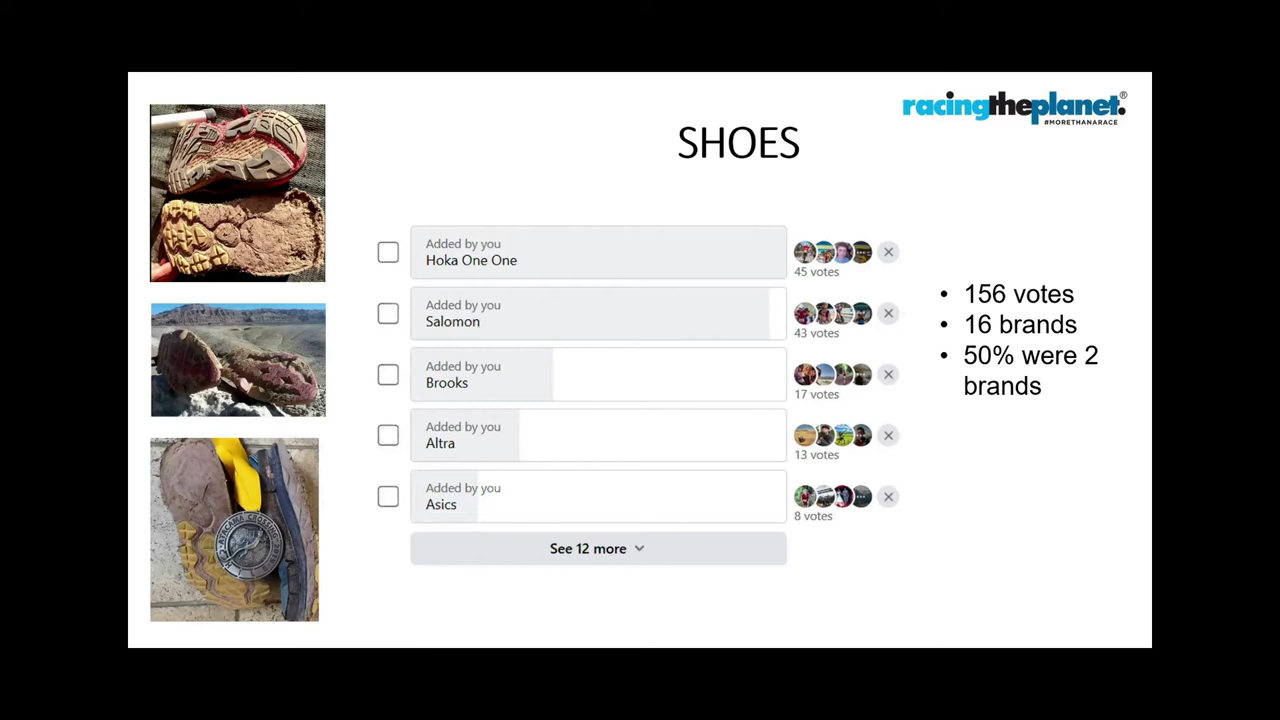 racingtheplanet.®
#MORETHANARACE
SHOES
Added by you
Hoka One One
45 votes
Added by you
Salomon
43 votes
Added by you
Brooks
17 votes
Added by you
Altra
13 votes
Added by you
Asics
8 votes
See 12 more
• 156 votes
• 16 brands
• 50% were 2
brands
ATACAMA CROSSING